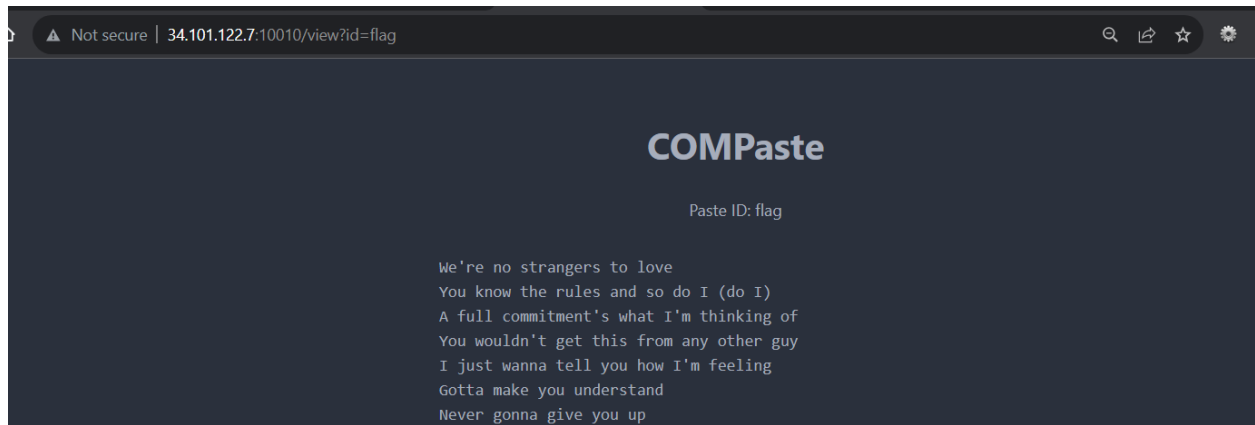 Not secure | 34.101.122.7:10010/view?id=flag
COMPaste
Paste ID: flag
We're no strangers to love
You know the rules and so do I (do I)
A full commitment's what I'm thinking of
You wouldn't get this from any other guy
I just wanna tell you how I'm feeling
Gotta make you understand
Never gonna give you up